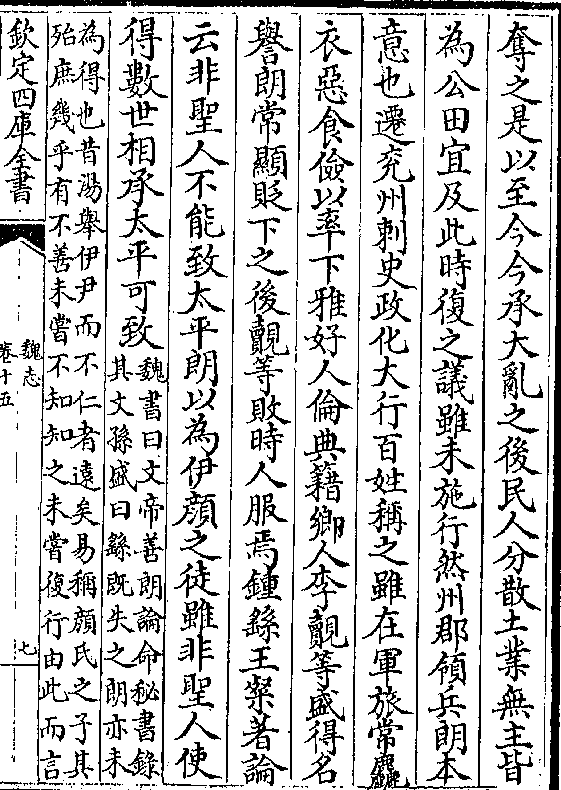 奪之是以至今今承大亂之後民人分散土業無主皆
為公田宜及此時復之議雖未施行然州郡領兵朗本
意也遷兖州刺史政化大行百姓稱之雖在軍旅常麤
衣惡食儉以率下雅好人倫典籍鄉人李覿等盛得名
譽朗常顯貶下之後覿等敗時人服焉鍾繇王粲著論
云非聖人不能致太平朗以為伊顔之徒雖非聖人使
得數世相承太平可致
魏書曰文帝善朗論命秘書錄
其文孫盛曰繇既失之朗亦未
為得也昔湯舉伊尹而不仁者遠矣易稱顔氏之子其
殆庶幾乎有不善未嘗不知知之未嘗復行由此而言
欽定四庫全書
魏志
卷十五
七